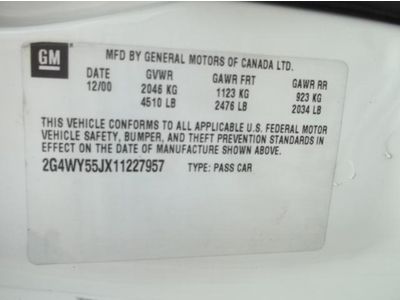 GM
MFD BY GENERAL MOTORS OF CANADA LTD.
DATE GVWR GAWR FRT GAWR RR
12/00 2046 KG 1123 KG 923 KG
4510 LB 2476 LB 2034 LB
THIS VEHICLE CONFORMS TO ALL APPLICABLE U.S. FEDERAL MOTOR
VEHICLE SAFETY, BUMPER, AND THEFT PREVENTION STANDARDS IN
EFFECT ON THE DATE OF MANUFACTURE SHOWN ABOVE.
2G4WY55JX11227957 TYPE: PASS CAR